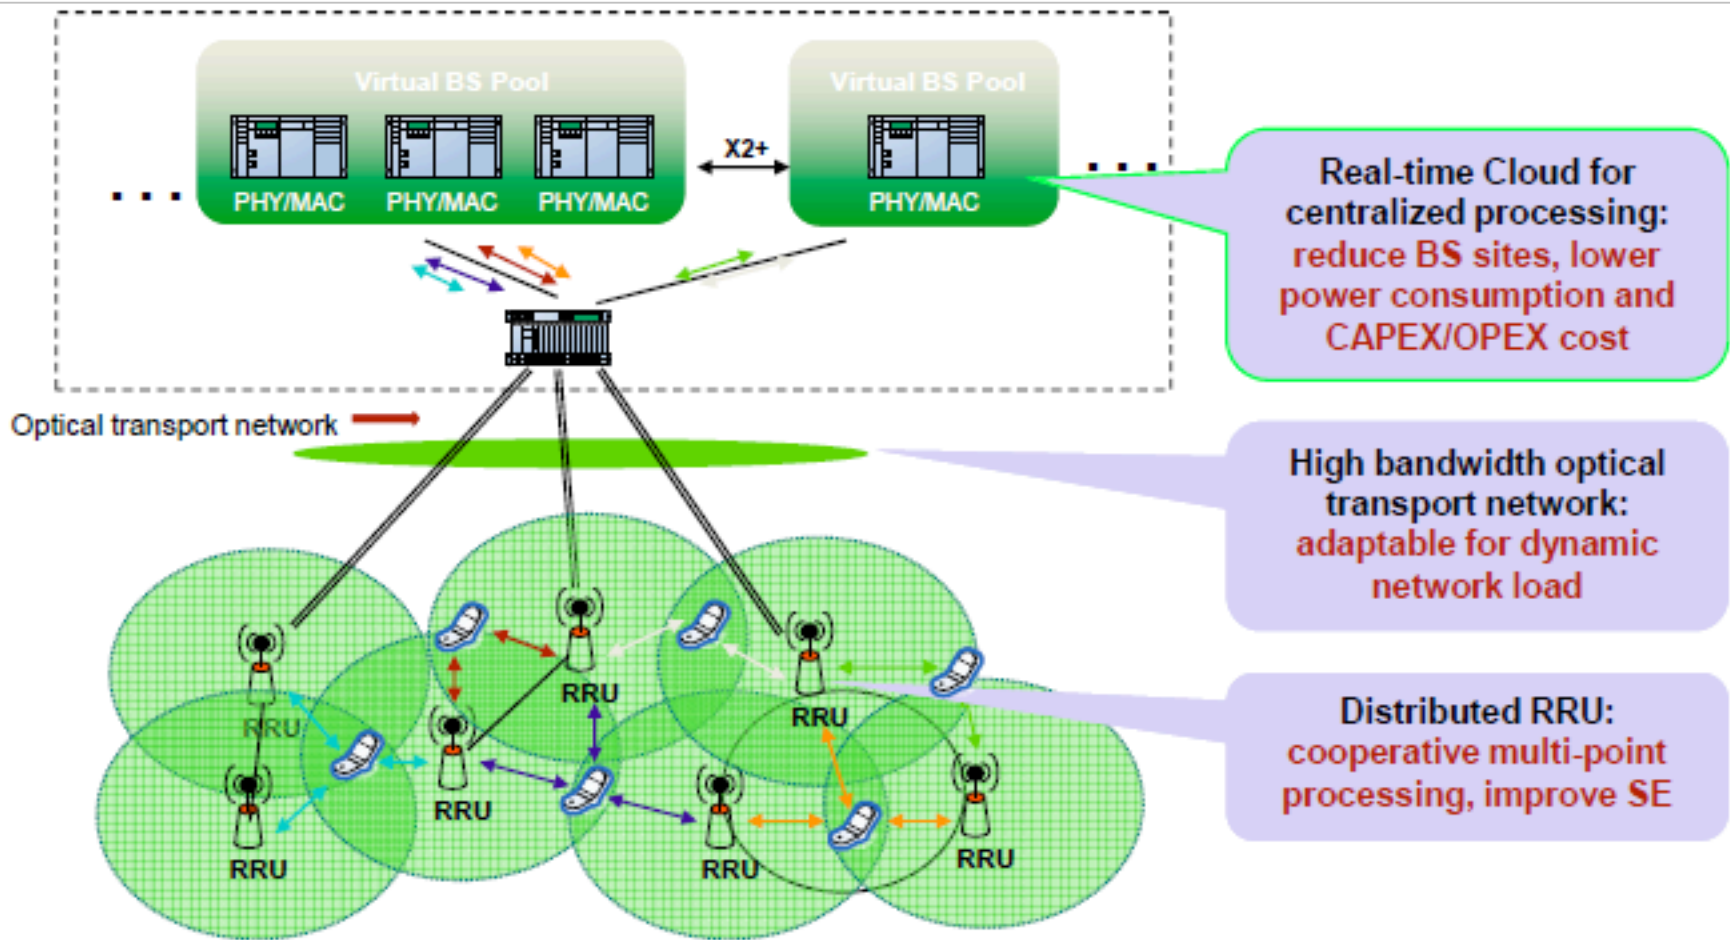 Virtual BS Pool
Virtual BS Pool
X2+
PHY/MAC
PHY/MAC
PHY/MAC
PHY/MAC
Real-time Cloud for
centralized processing:
reduce BS sites, lower
power consumption and
CAPEX/OPEX cost
Optical transport network
High bandwidth optical
transport network:
adaptable for dynamic
network load
RRU
RRU
RRU
RRU
RRU
RRU
RRU
Distributed RRU:
cooperative multi-point
processing, improve SE